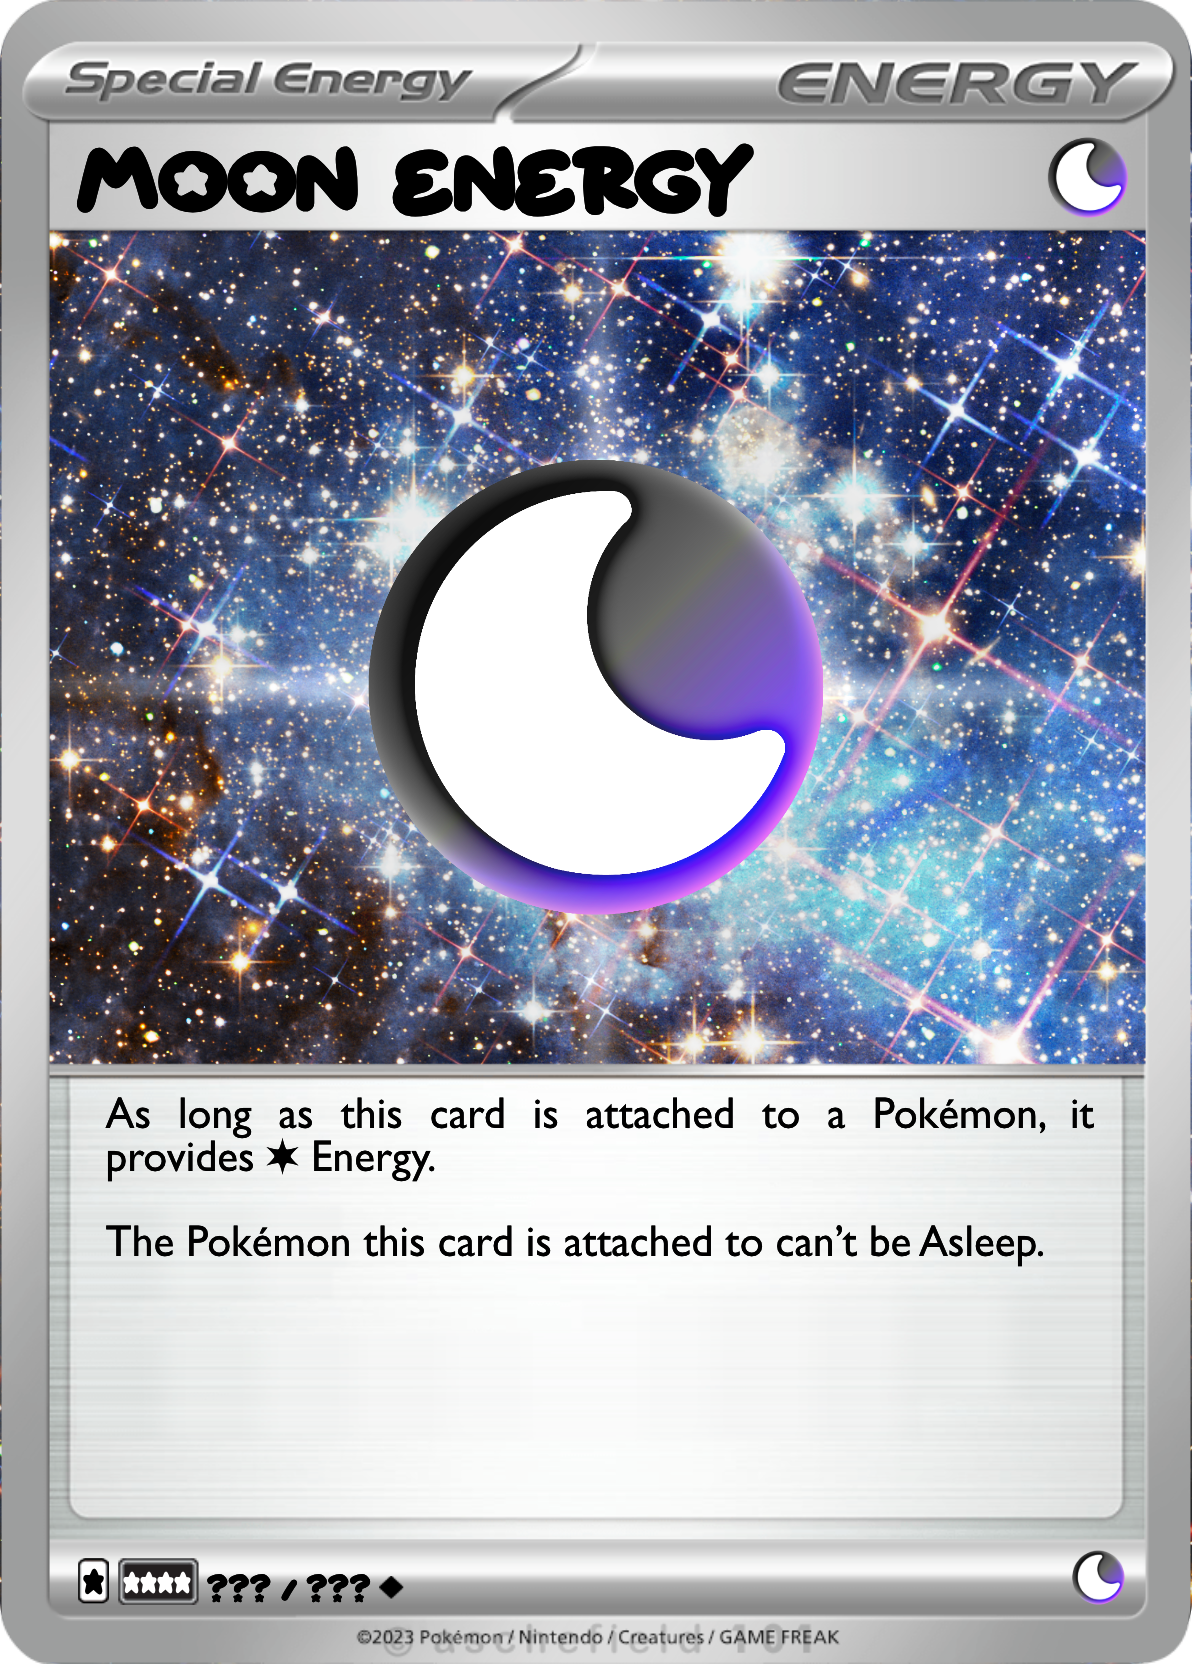 Special Energy ENERGY
MOON ENERGY
As long as this card is attached to a Pokémon, it
provides ✶ Energy.
The Pokémon this card is attached to can't be Asleep.
??? / ??? ◆
©2023 Pokémon / Nintendo / Creatures / GAME FREAK